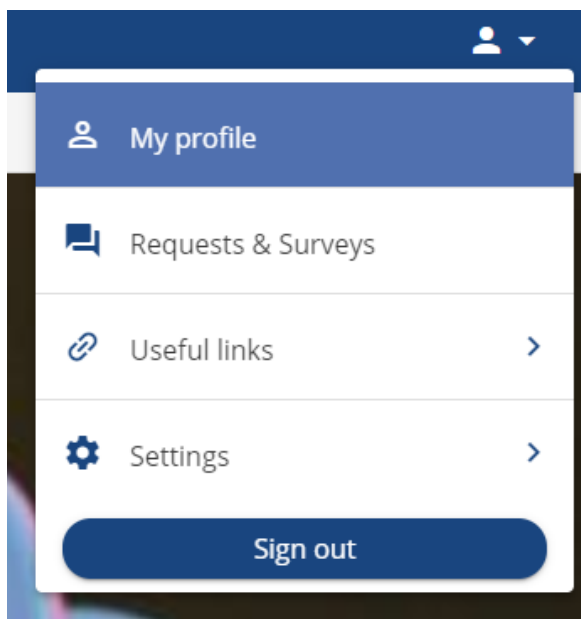 My profile
Requests & Surveys
Useful links
Settings
Sign out